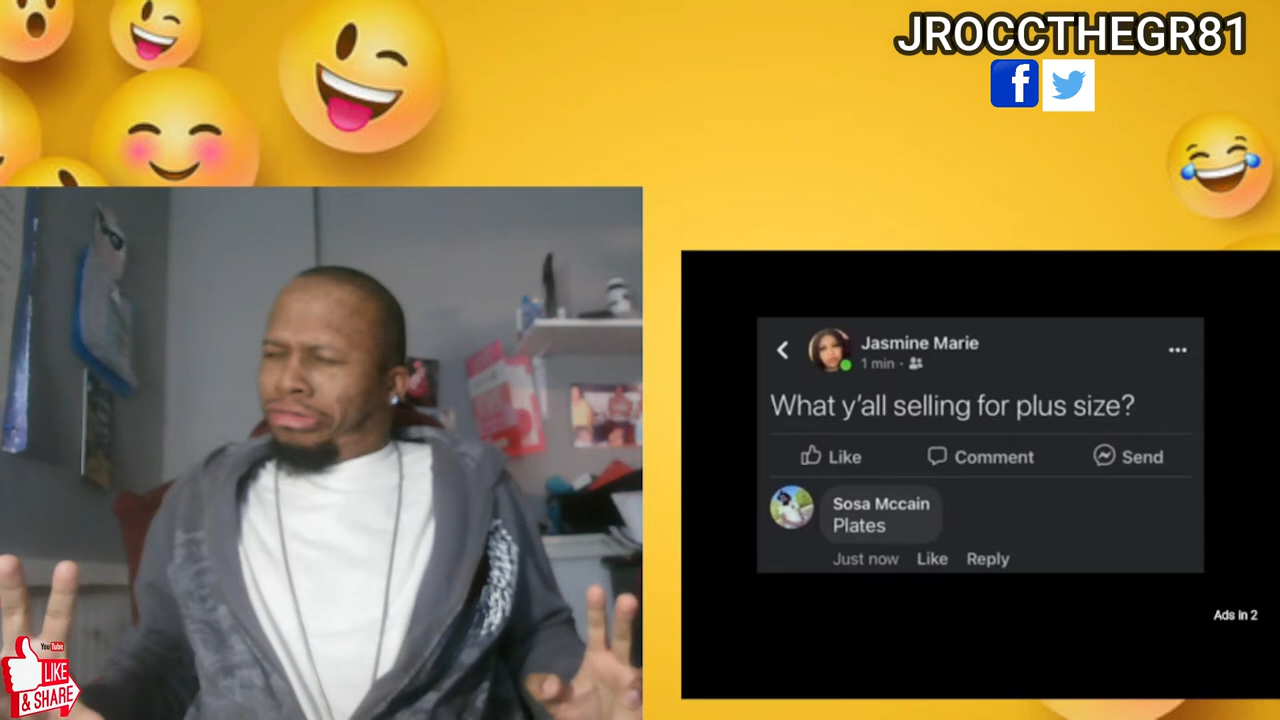 JROCCTHEGR81
f
Jasmine Marie
1 min ·
What y'all selling for plus size?
Like
Comment
Send
Sosa Mccain
Plates
Just now Like Reply
Ads in 2
YouTube
LIKE
& SHARE